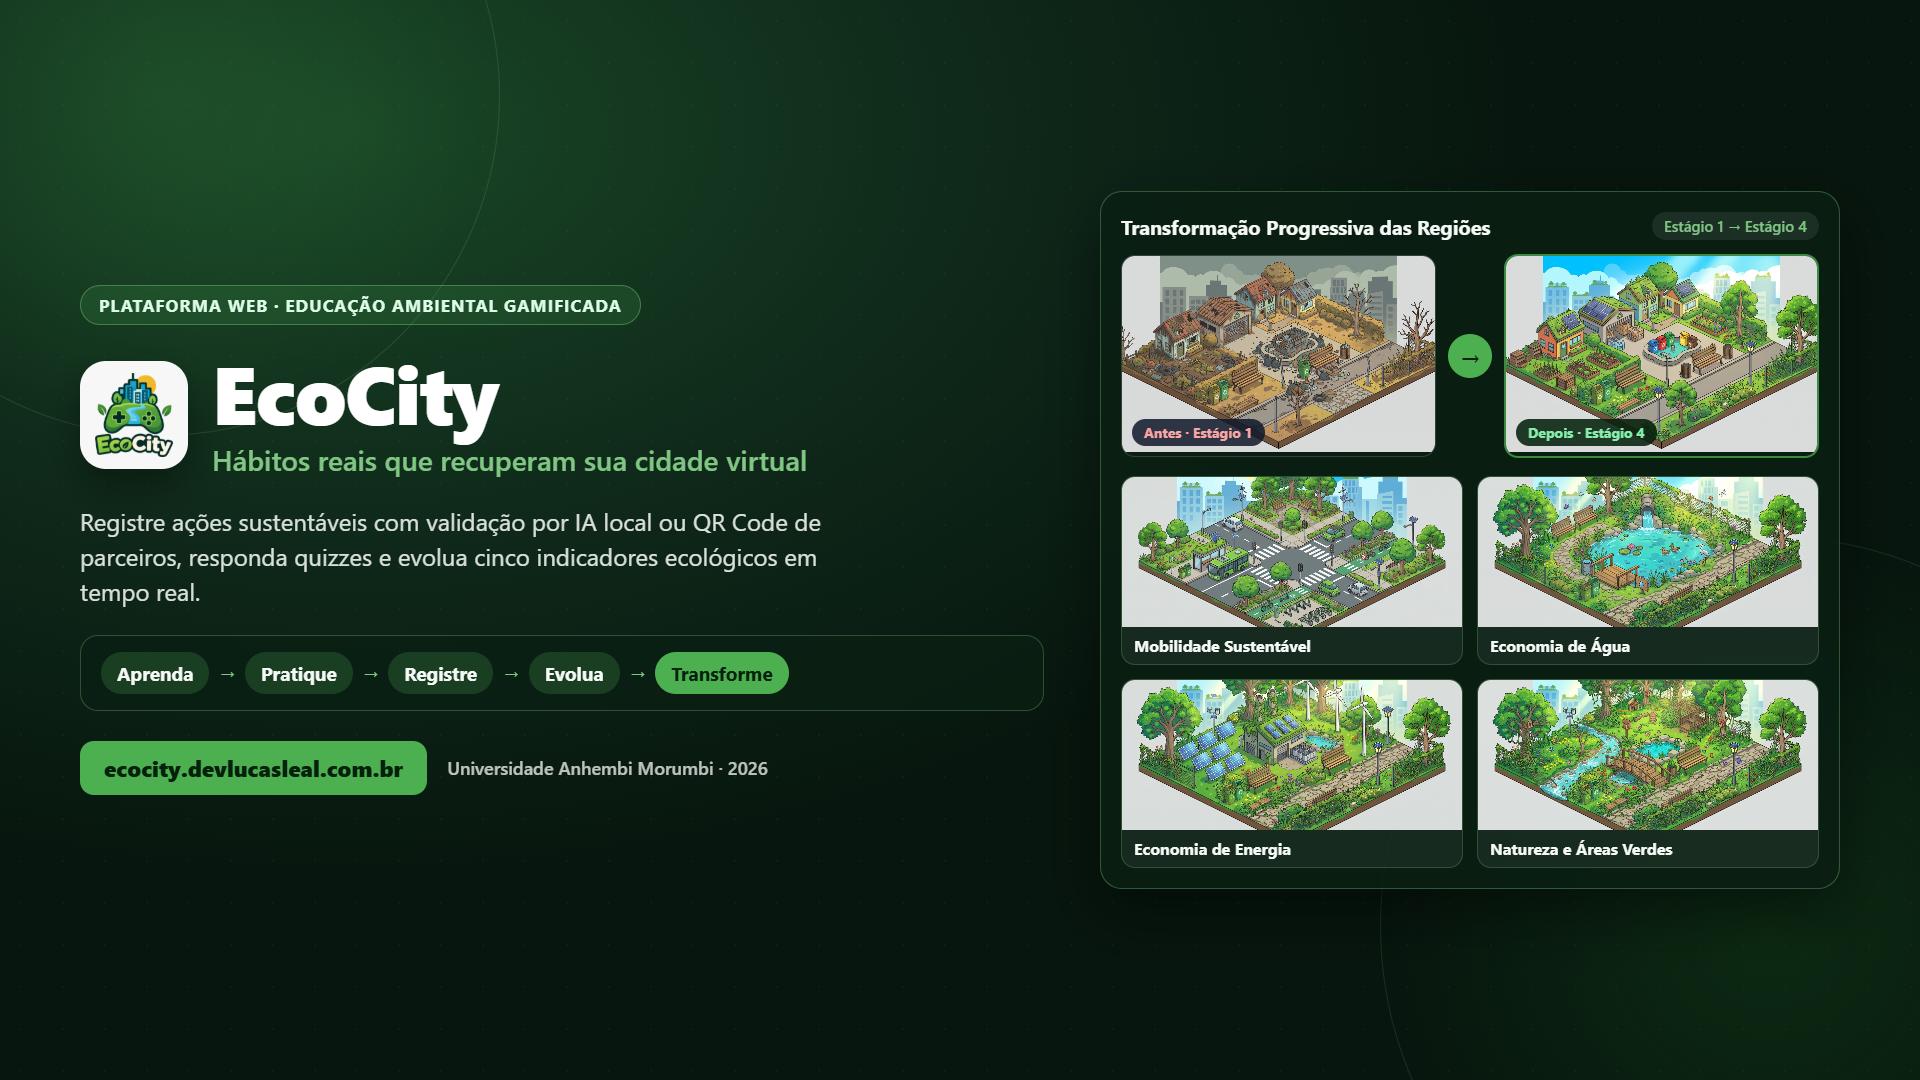 PLATAFORMA WEB · EDUCAÇÃO AMBIENTAL GAMIFICADA
EcoCity
EcoCity
Hábitos reais que recuperam sua cidade virtual
Registre ações sustentáveis com validação por IA local ou QR Code de
parceiros, responda quizzes e evolua cinco indicadores ecológicos em
tempo real.
Aprenda → Pratique → Registre → Evolua → Transforme
ecocity.devlucasleal.com.br
Universidade Anhembi Morumbi · 2026
Transformação Progressiva das Regiões
Estágio 1 → Estágio 4
Antes · Estágio 1
→
Depois · Estágio 4
Mobilidade Sustentável
Economia de Água
Economia de Energia
Natureza e Áreas Verdes